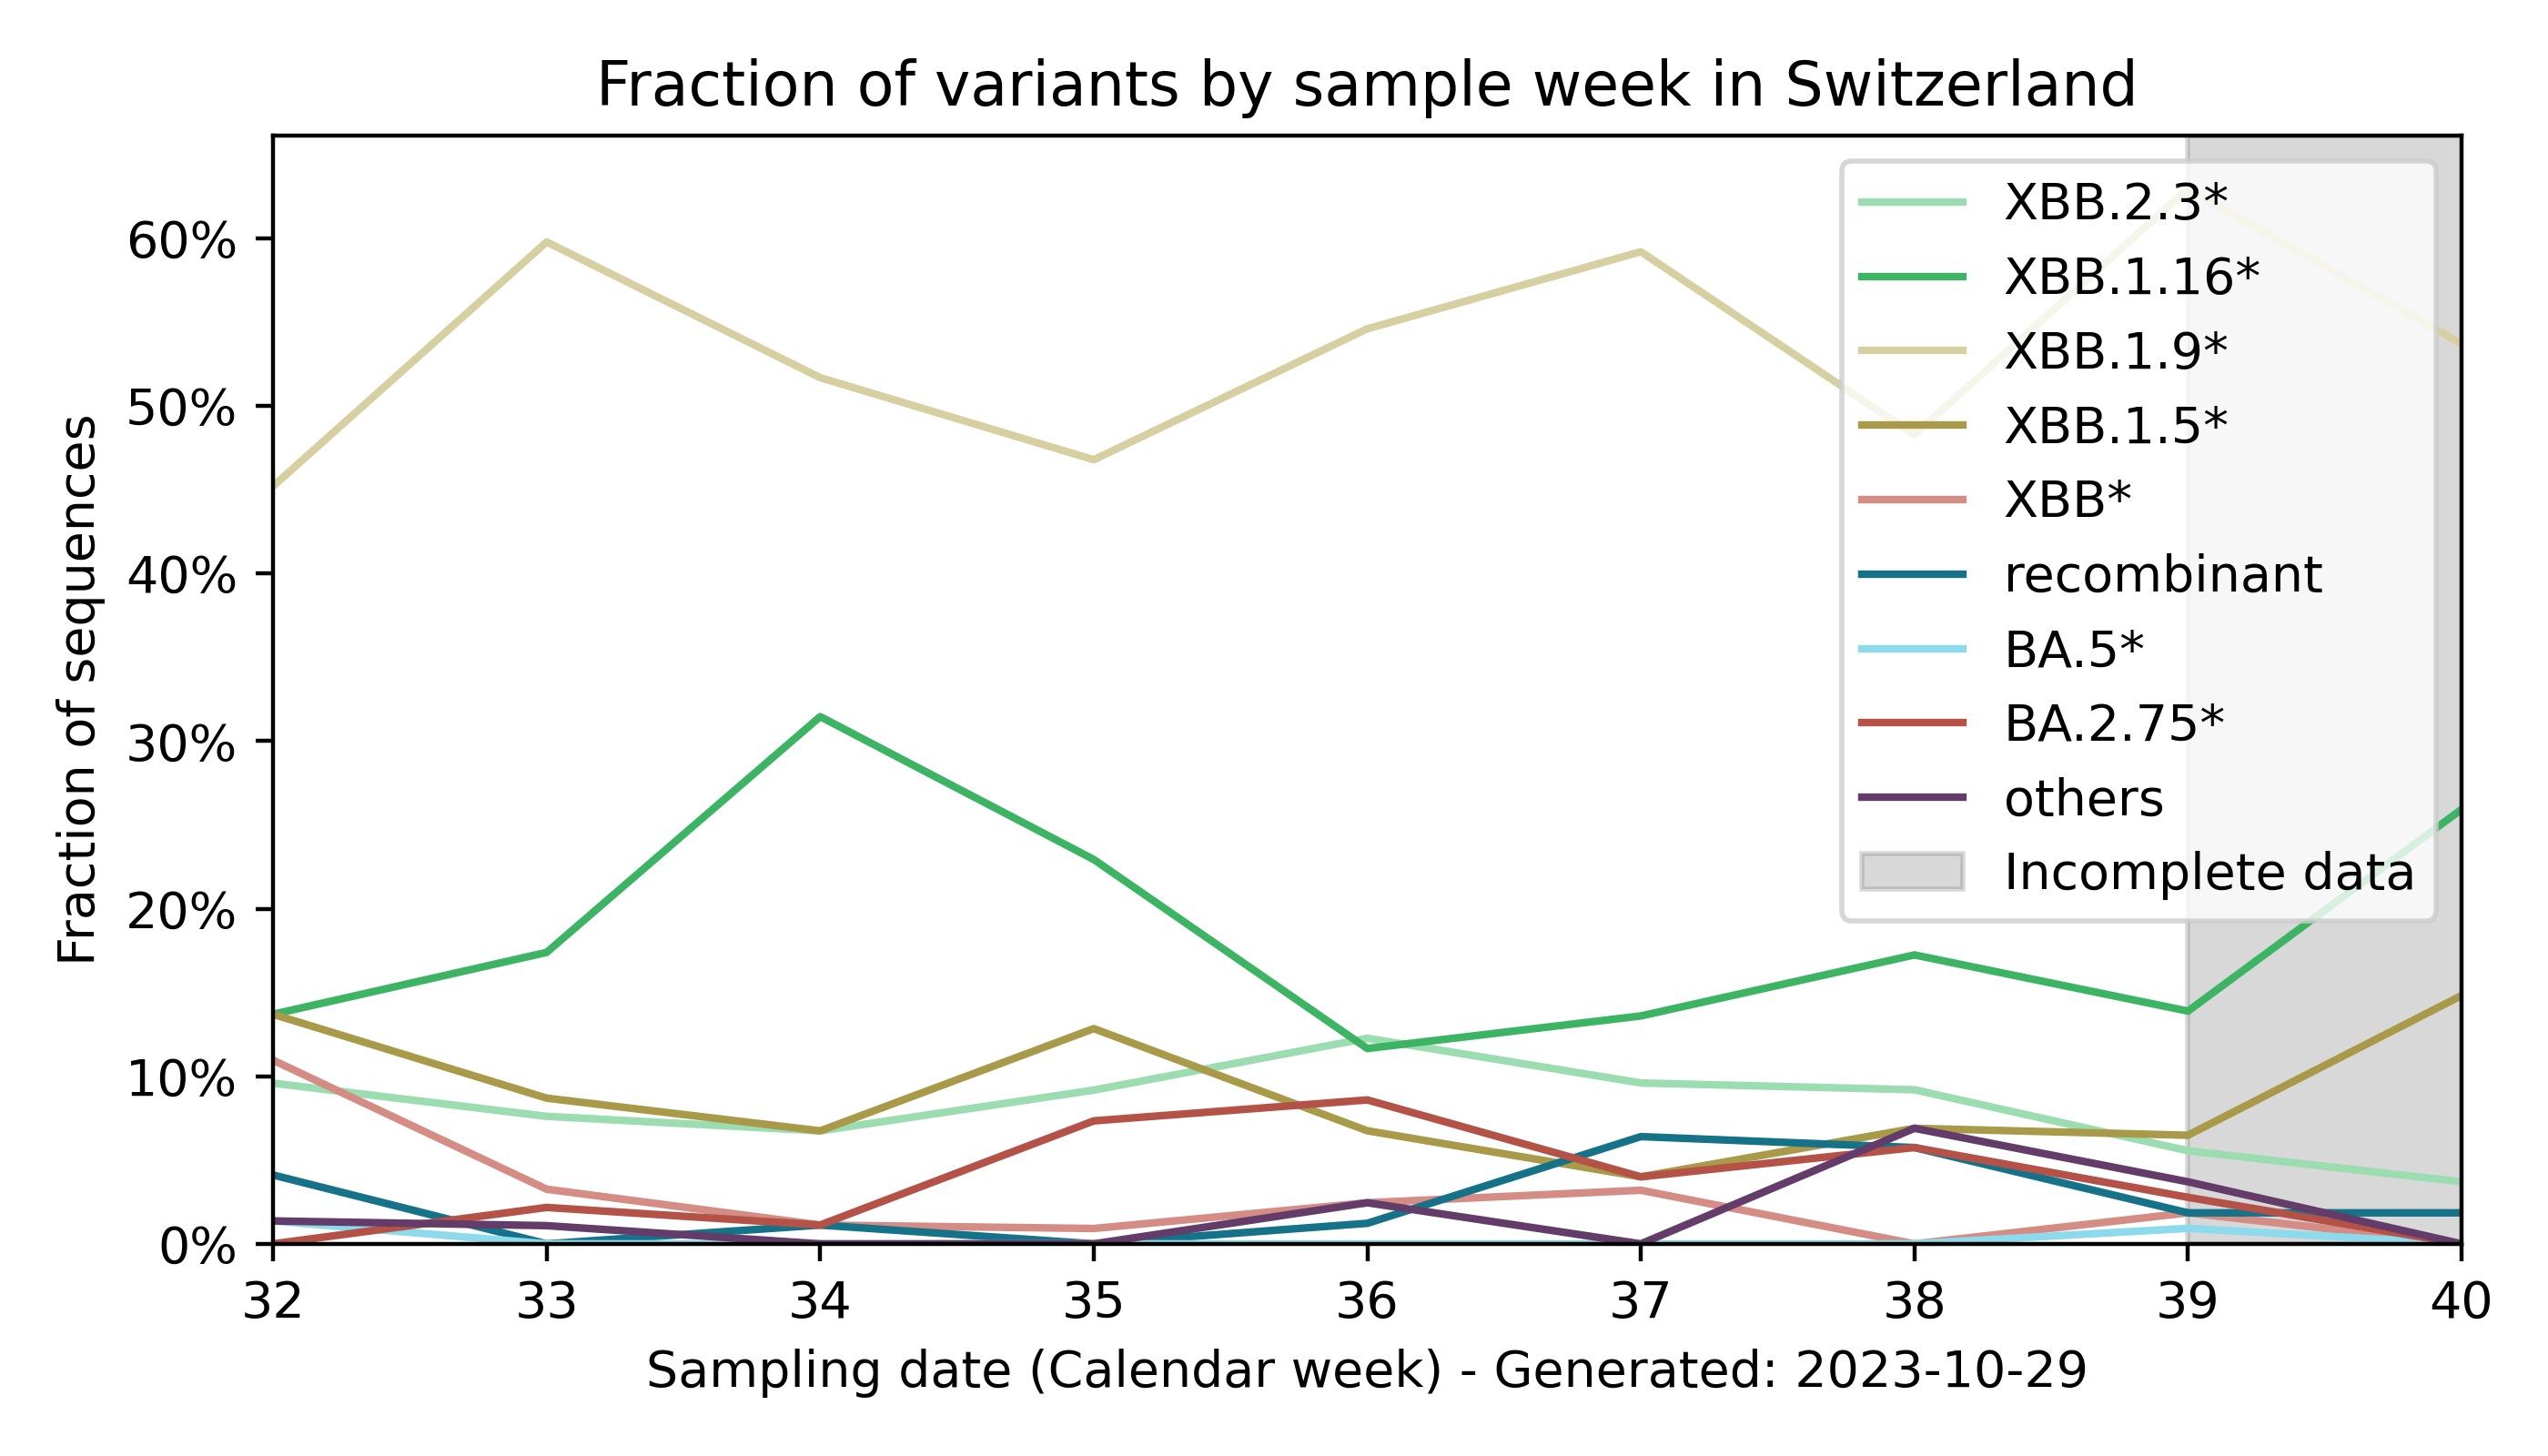 Fraction of variants by sample week in Switzerland
Fraction of sequences
60%
50%
40%
30%
20%
10%
0%
XBB.2.3*
XBB.1.16*
XBB.1.9*
XBB.1.5*
XBB*
recombinant
BA.5*
BA.2.75*
others
Incomplete data
32 33 34 35 36 37 38 39 40
Sampling date (Calendar week) - Generated: 2023-10-29